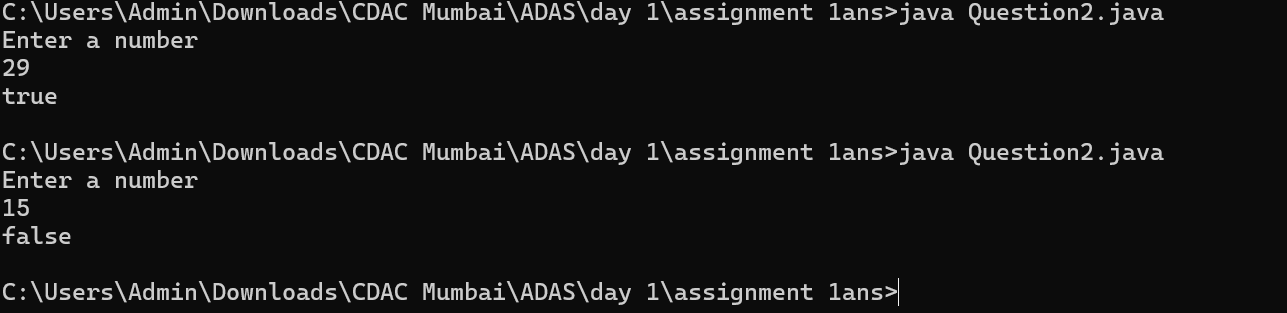 C:\Users\Admin\Downloads\CDAC Mumbai\ADAS\day 1\assignment 1ans>java Question2.java
Enter a number
29
true
C:\Users\Admin\Downloads\CDAC Mumbai\ADAS\day 1\assignment 1ans>java Question2.java
Enter a number
15
false
C:\Users\Admin\Downloads\CDAC Mumbai\ADAS\day 1\assignment 1ans>